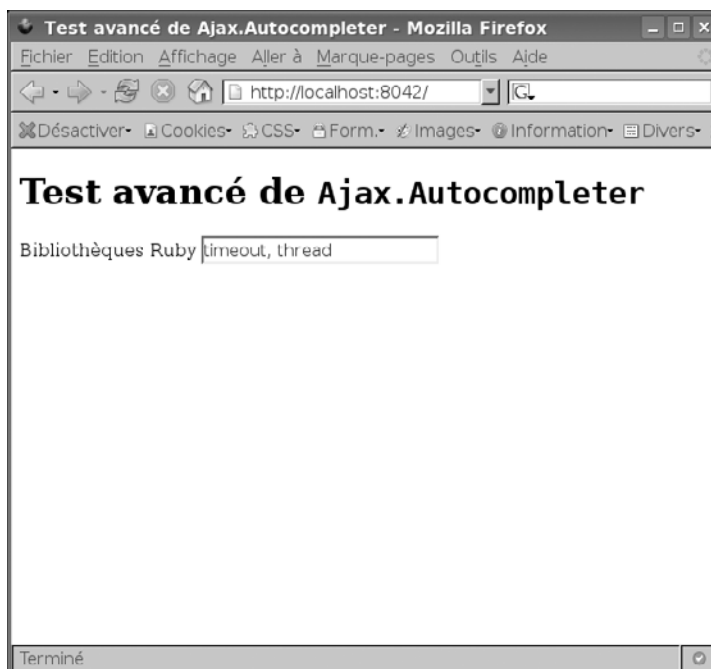 Test avancé de Ajax.Autocompleter - Mozilla Firefox
Fichier Edition Affichage Aller à Marque-pages Outils Aide
http://localhost:8042/ G
Désactiver Cookies CSS Form. Images Information Divers
Test avancé de Ajax.Autocompleter
Bibliothèques Ruby timeout, thread
Terminé